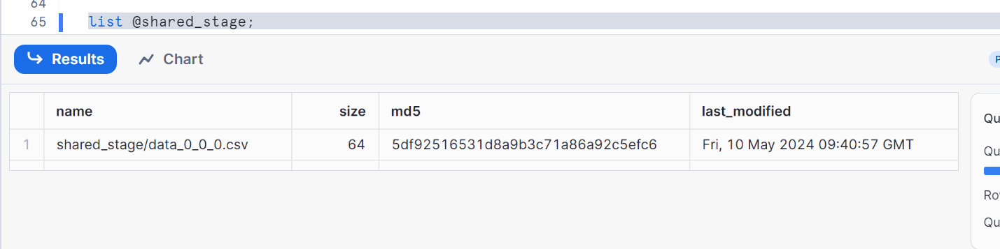 64
65 list @shared_stage;
Results Chart
name size md5 last_modified
1 shared_stage/data_0_0_0.csv 64 5df92516531d8a9b3c71a86a92c5efc6 Fri, 10 May 2024 09:40:57 GMT
Qu
Qu
Ro
Qu